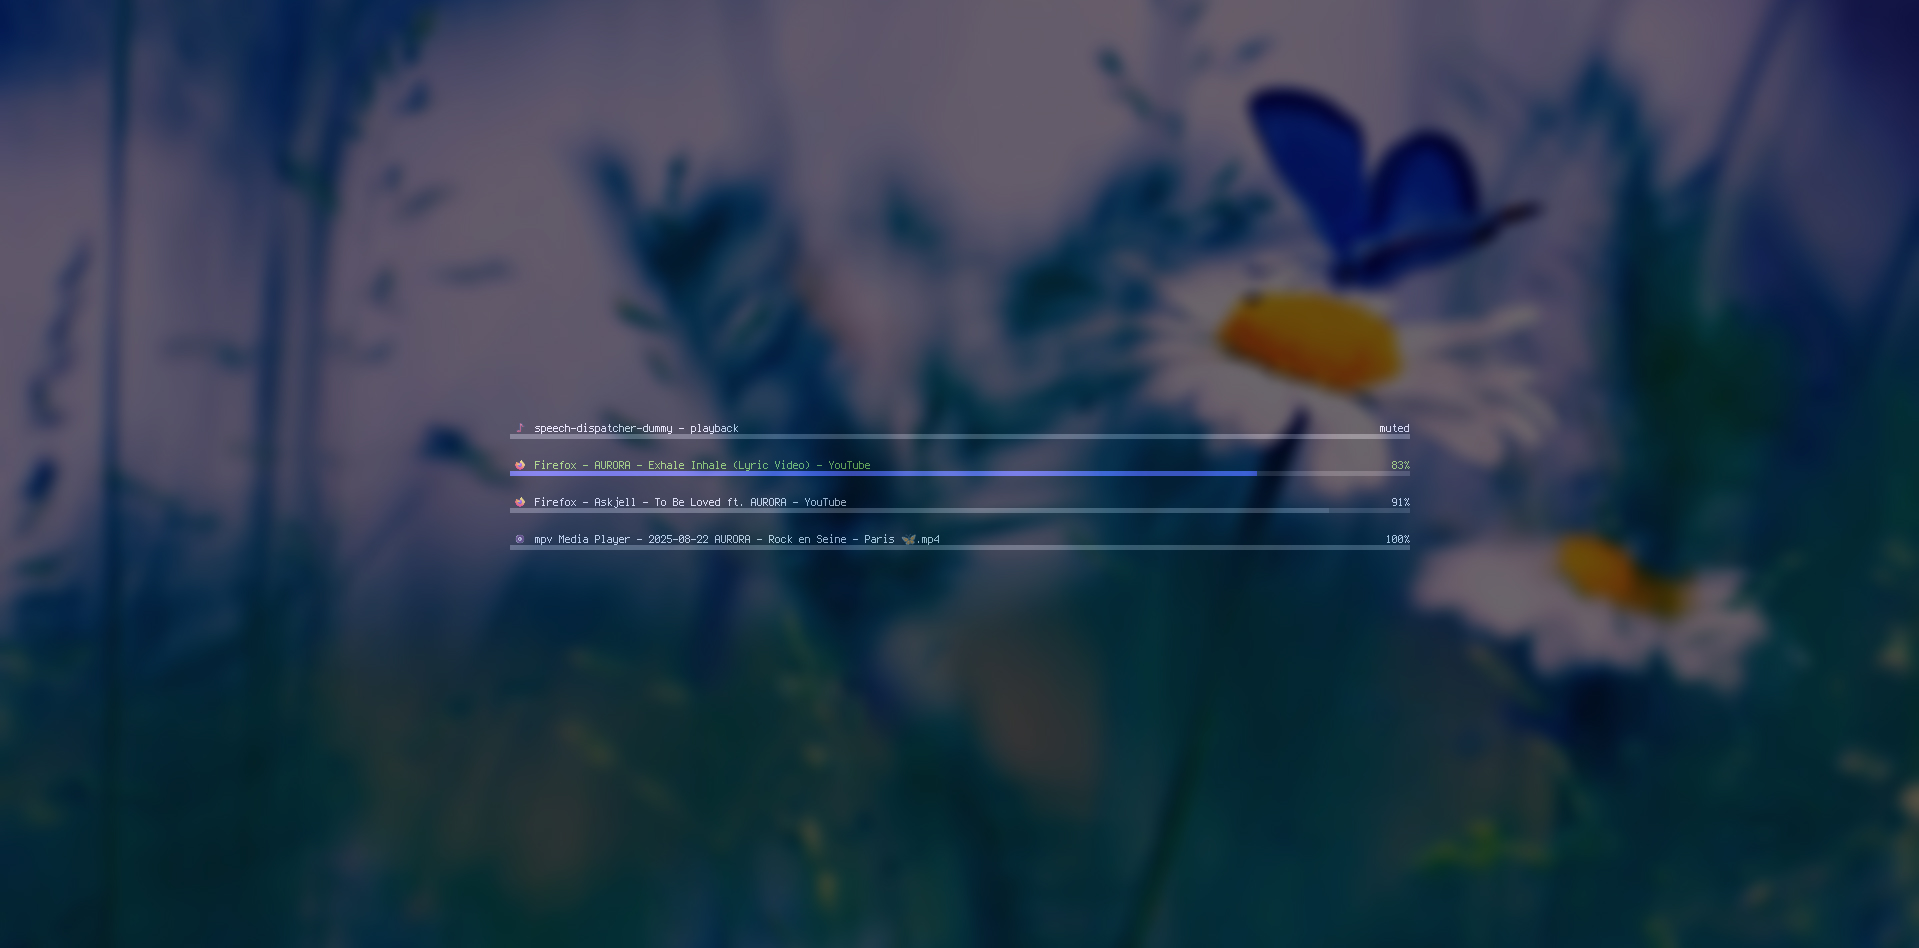 speech-dispatcher-dummy - playback muted
Firefox - AURORA - Exhale Inhale (Lyric Video) - YouTube 83%
Firefox - Askjell - To Be Loved ft. AURORA - YouTube 91%
mpv Media Player - 2025-08-22 AURORA - Rock en Seine - Paris 🦋.mp4 100%